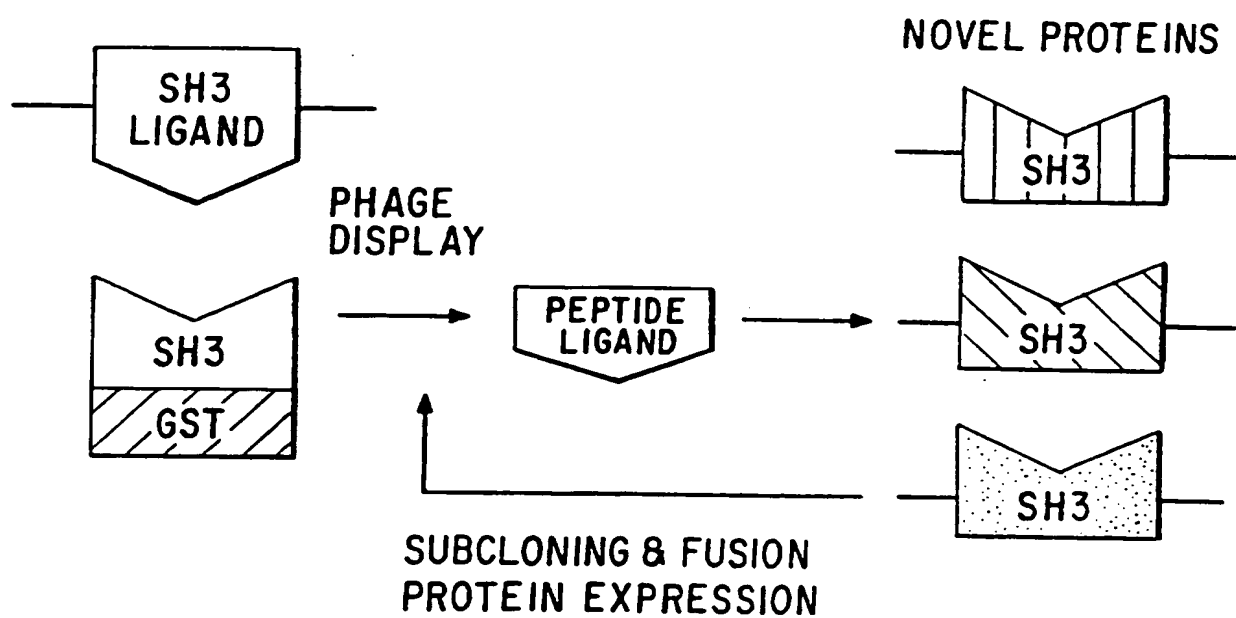 SH3
LIGAND
SH3
GST
PHAGE
DISPLAY
PEPTIDE
LIGAND
NOVEL PROTEINS
SH3
SH3
SH3
SUBCLONING & FUSION
PROTEIN EXPRESSION